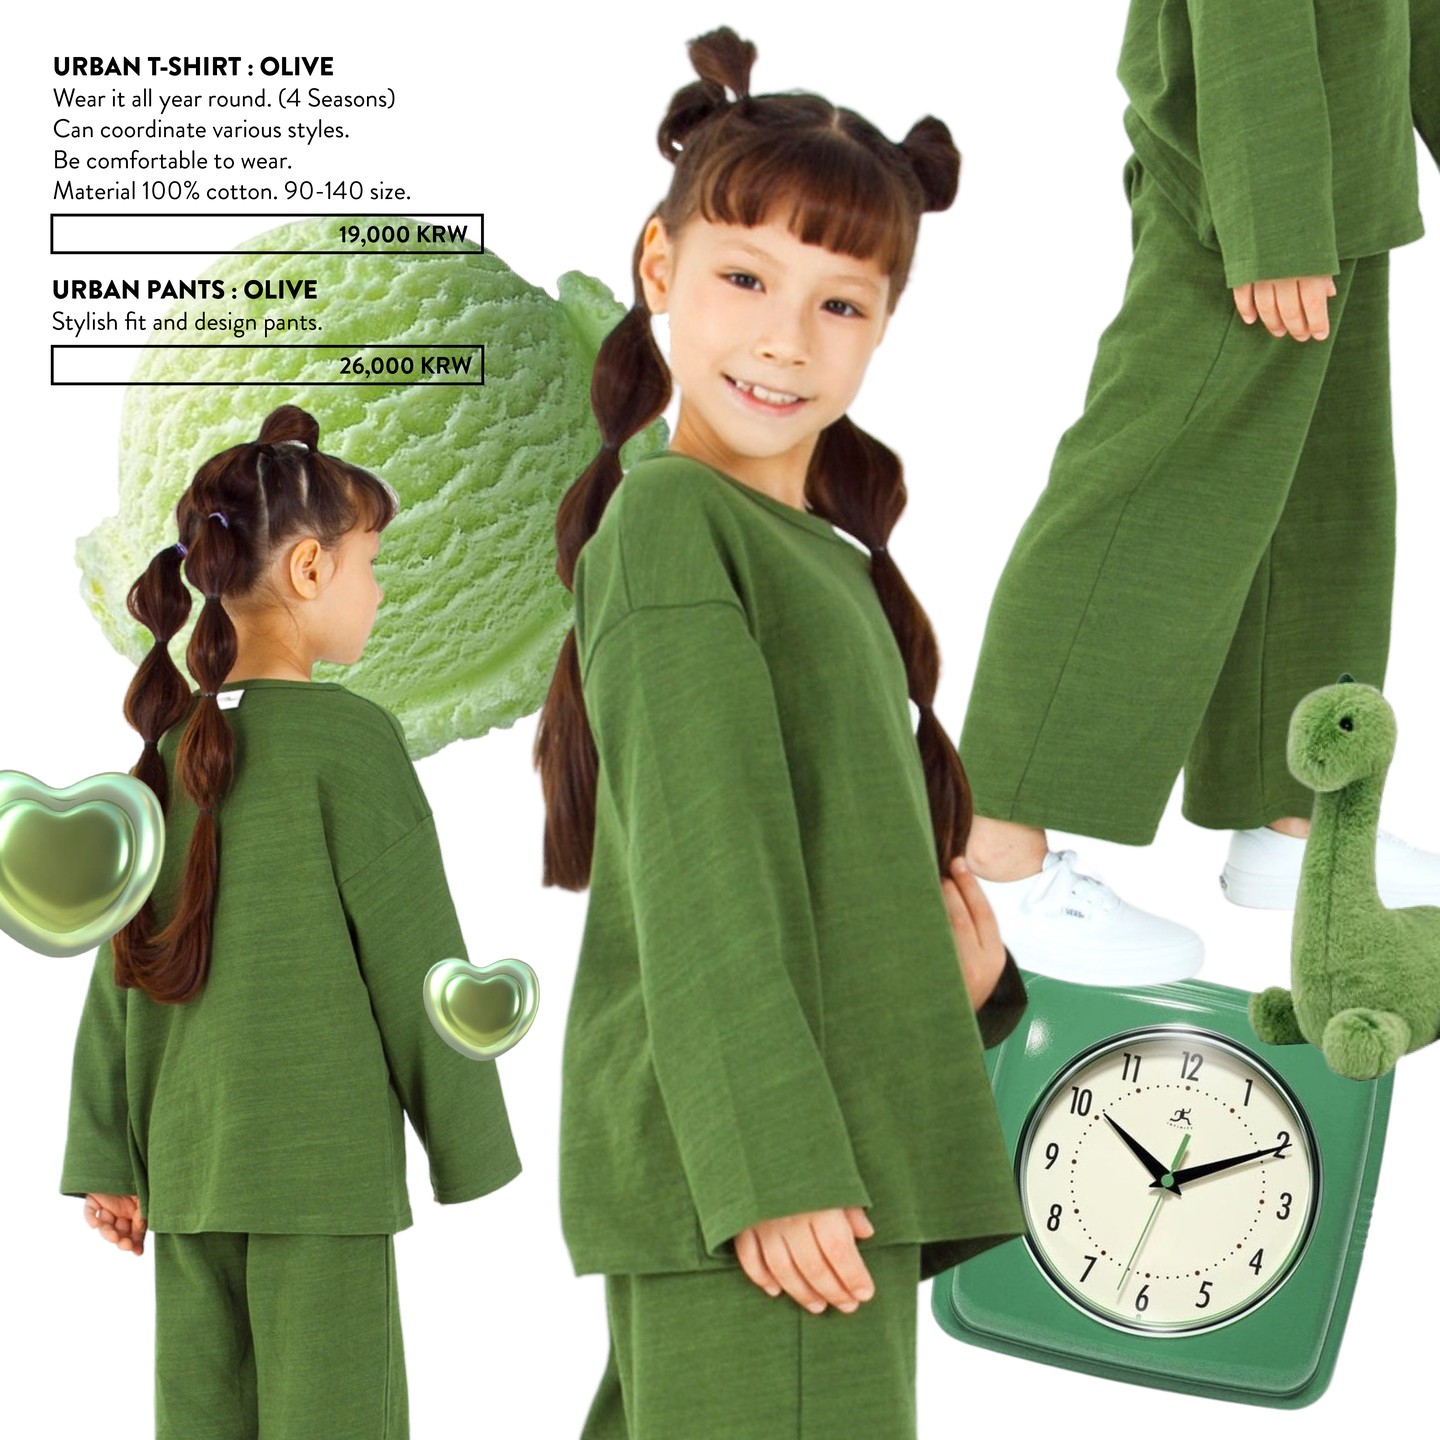 URBAN T-SHIRT : OLIVE
Wear it all year round. (4 Seasons)
Can coordinate various styles.
Be comfortable to wear.
Material 100% cotton. 90-140 size.
19,000 KRW
URBAN PANTS : OLIVE
Stylish fit and design pants.
26,000 KRW
VANS
12
1
2
3
4
5
6
7
8
9
10
11
INFINITY